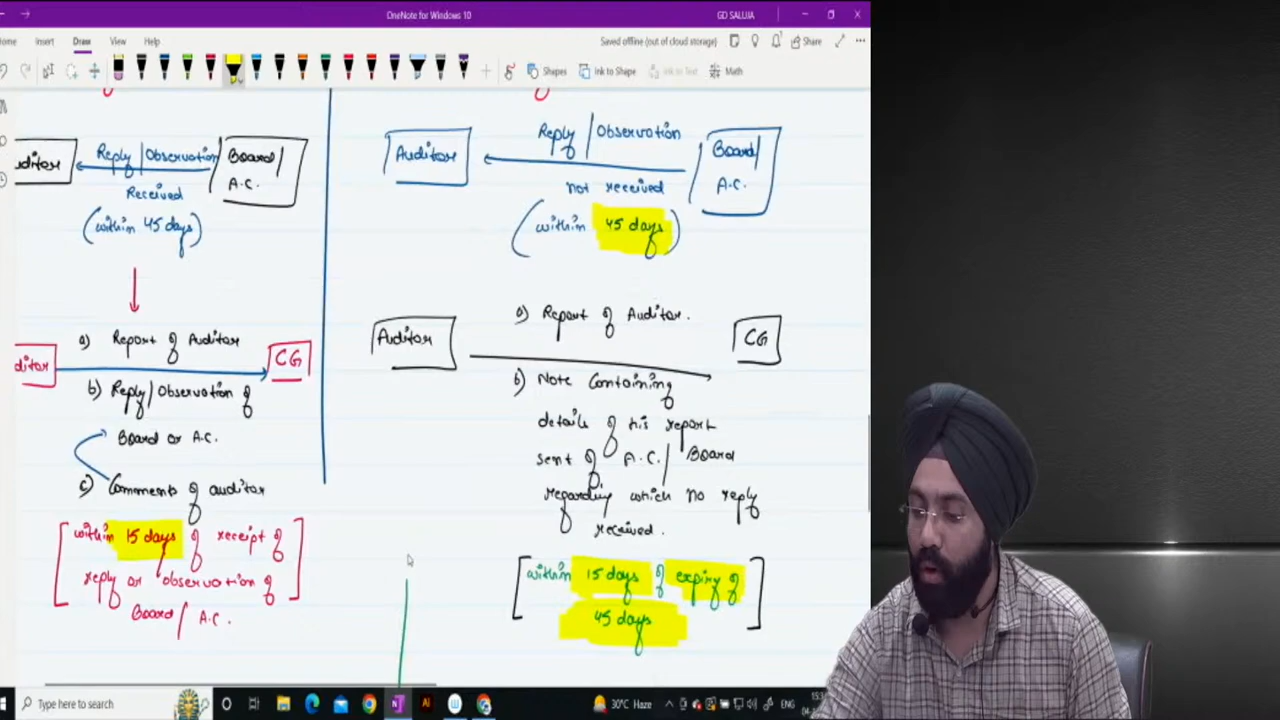 OneNote for Windows 10
GD SALUJA
Home Insert Draw View Help
Saved offline (out of cloud storage)
Share
Shapes
Ink to Shape
Ink to Text
Math
uditor
Reply / Observation
Received
(within 45 days)
Board/
A.C.
ditor
a) Report of Auditor
CG
b) Reply / Observation of
Board or A.C.
c) Comments of auditor
[within 15 days of receipt of
reply or observation of
Board / A.C.]
Auditor
Reply / Observation
not received
(within 45 days)
Board/
A.C.
Auditor
a) Report of Auditor.
CG
b) Note Containing
details of his report
sent of A.C. / Board
regarding which no reply
received.
[within 15 days of expiry of
45 days]
Type here to search
30°C Haze
ENG